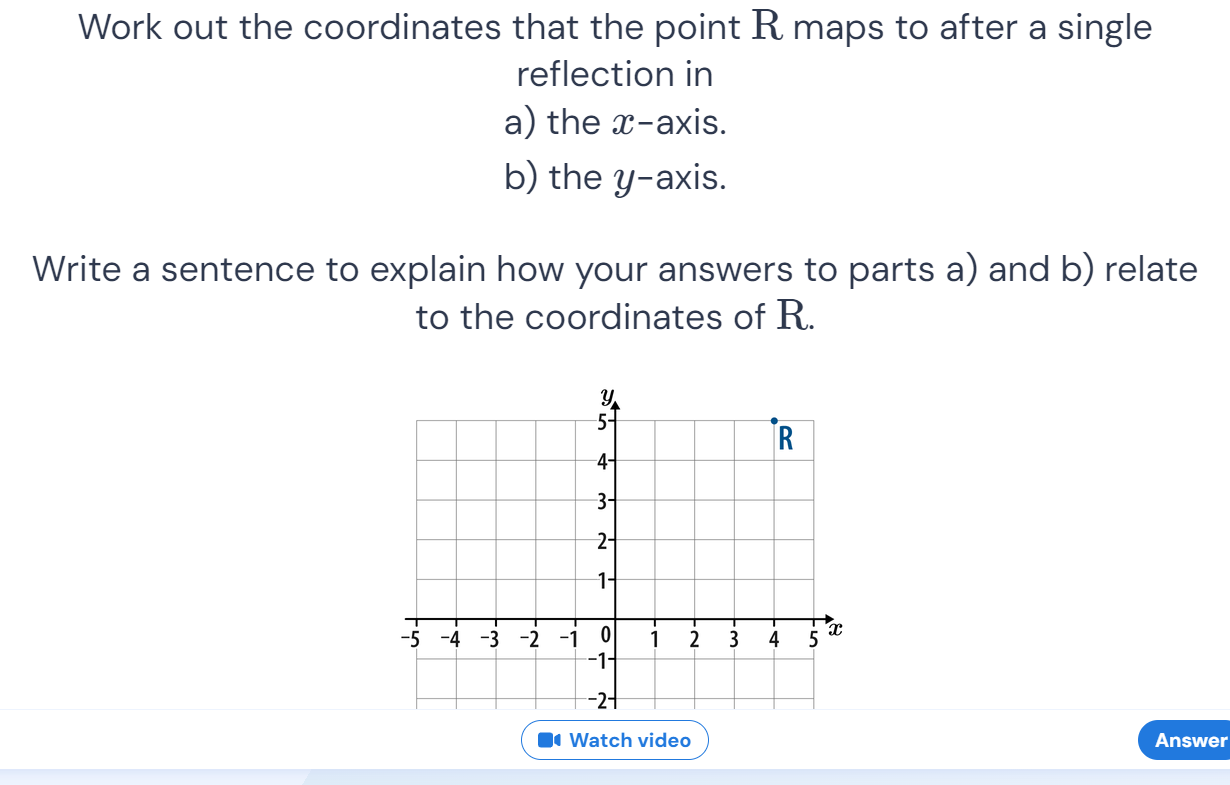 Work out the coordinates that the point R maps to after a single
reflection in
a) the x-axis.
b) the y-axis.
Write a sentence to explain how your answers to parts a) and b) relate
to the coordinates of R.
y
5
R
4
3
2
1
-5 -4 -3 -2 -1 0 1 2 3 4 5 x
-1
-2
Watch video
Answer